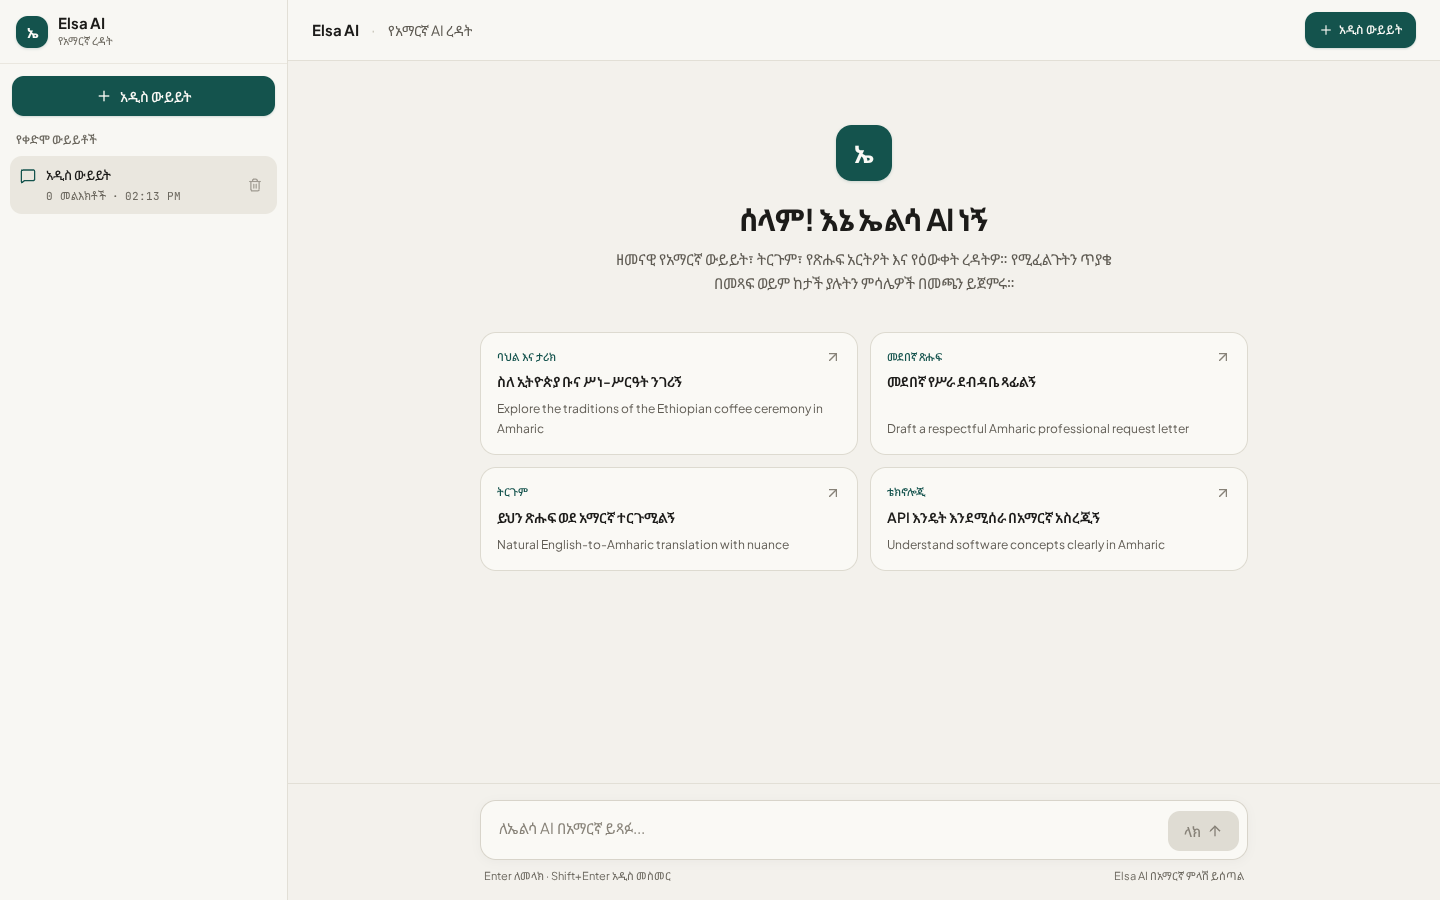 ኤ
Elsa AI
የአማርኛ ረዳት
አዲስ ውይይት
የቀድሞ ውይይቶች
አዲስ ውይይት
0 መልእክቶች · 02:13 PM
Elsa AI · የአማርኛ AI ረዳት
አዲስ ውይይት
ኤ
ሰላም! እኔ ኤልሳ AI ነኝ
ዘመናዊ የአማርኛ ውይይት፣ ትርጉም፣ የጽሑፍ አርትዖት እና የዕውቀት ረዳትዎ። የሚፈልጉትን ጥያቄ
በመጻፍ ወይም ከታች ያሉትን ምሳሌዎች በመጫን ይጀምሩ።
ባህል እና ታሪክ
ስለ ኢትዮጵያ ቡና ሥነ-ሥርዓት ንገሪኝ
Explore the traditions of the Ethiopian coffee ceremony in
Amharic
መደበኛ ጽሑፍ
መደበኛ የሥራ ደብዳቤ ጻፊልኝ
Draft a respectful Amharic professional request letter
ትርጉም
ይህን ጽሑፍ ወደ አማርኛ ተርጉሚልኝ
Natural English-to-Amharic translation with nuance
ቴክኖሎጂ
API እንዴት እንደሚሰራ በአማርኛ አስረጂኝ
Understand software concepts clearly in Amharic
ለኤልሳ AI በአማርኛ ይጻፉ...
ላክ
Enter ለመላክ · Shift+Enter አዲስ መስመር
Elsa AI በአማርኛ ምላሽ ይሰጣል